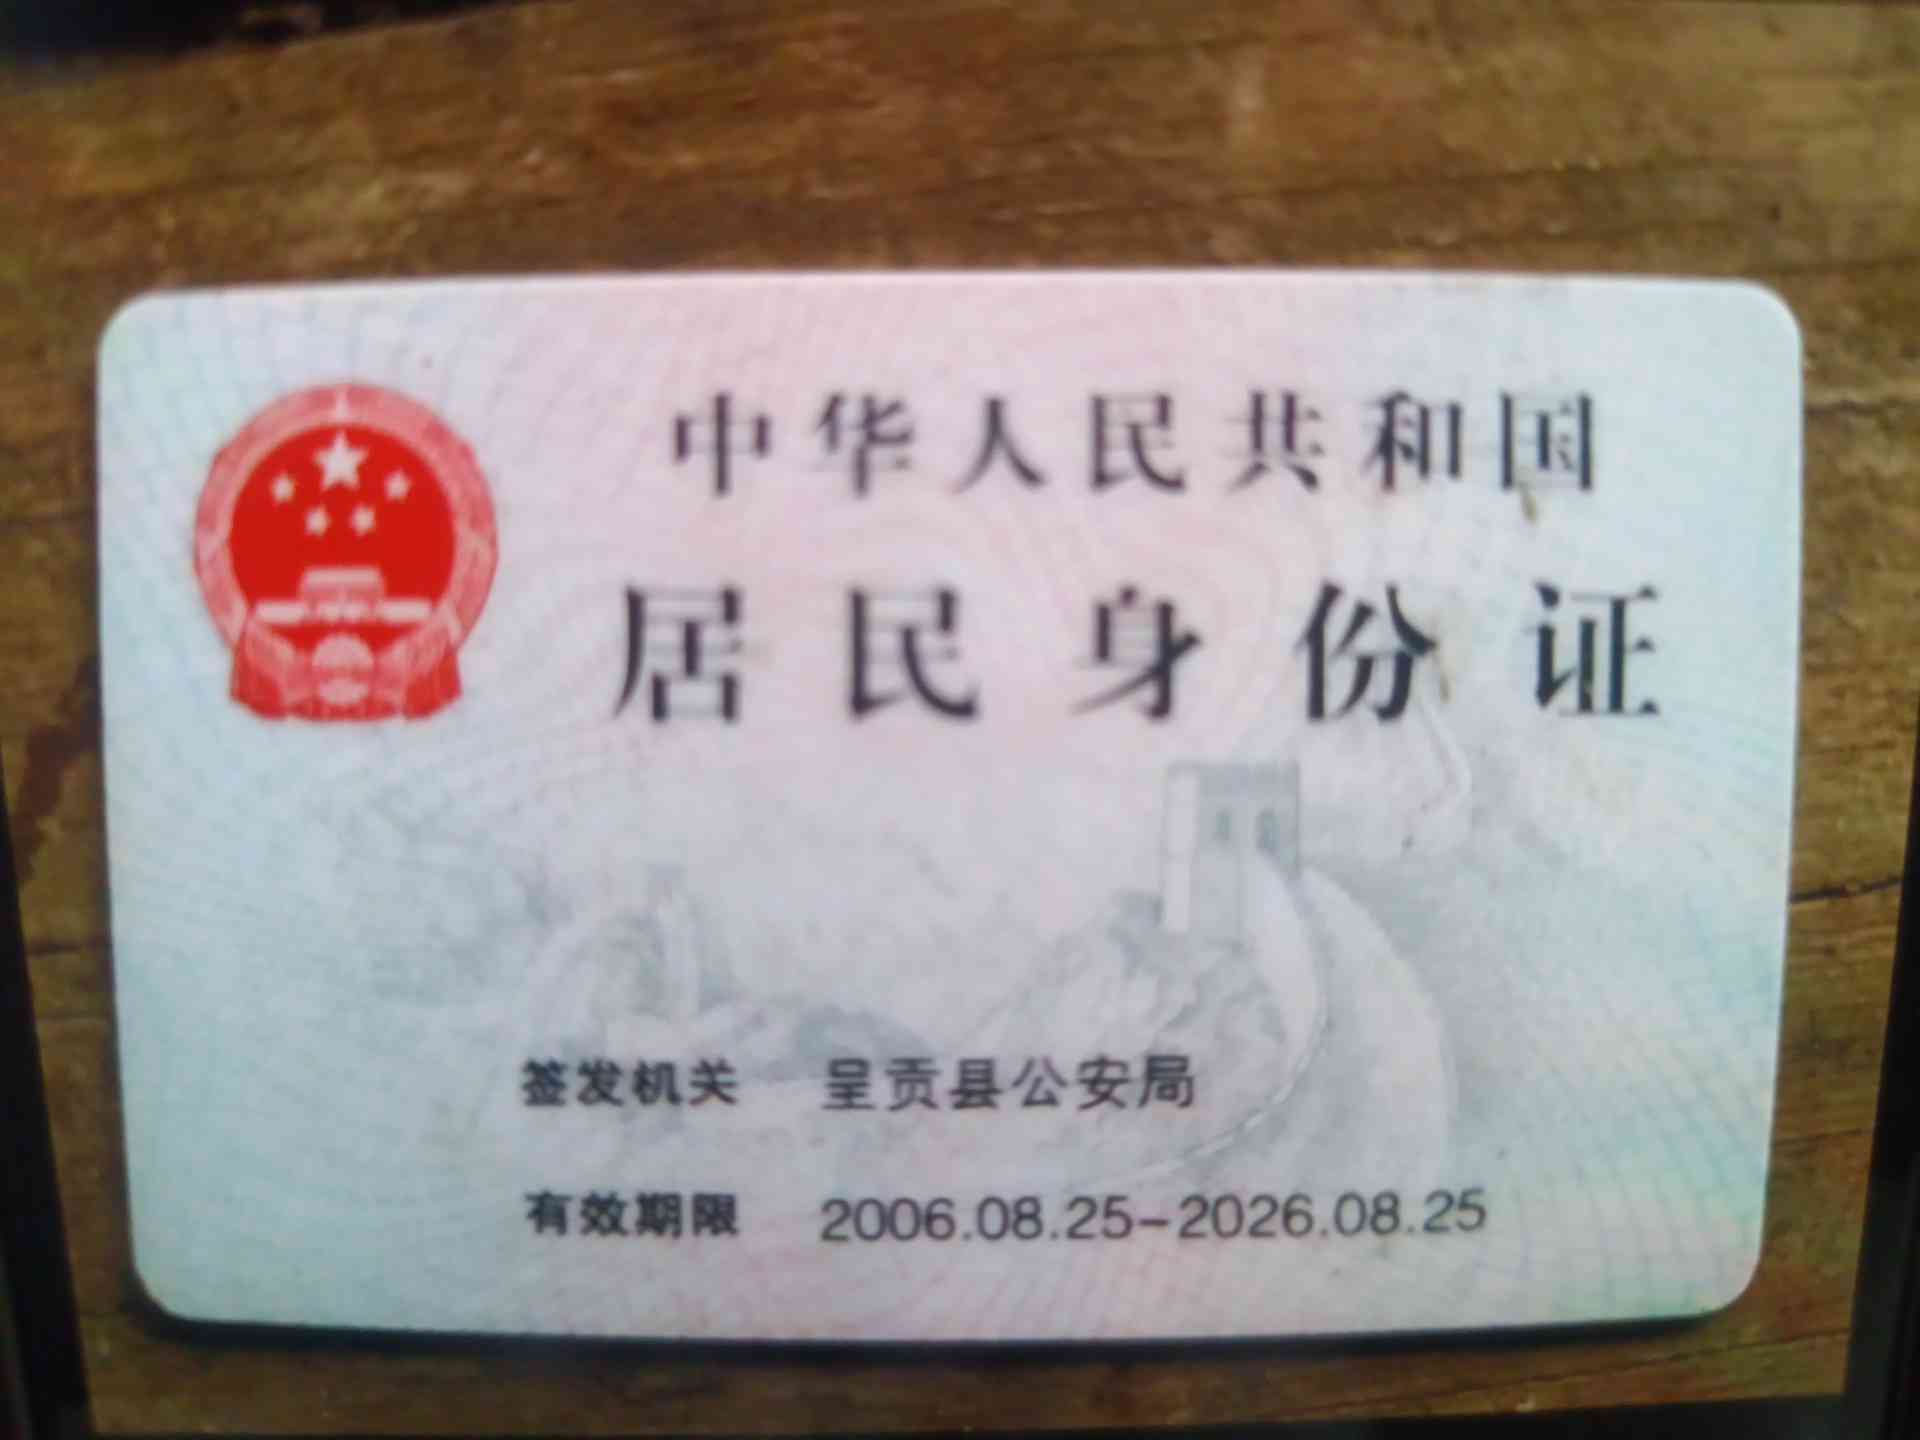 中华人民共和国
居民身份证
签发机关 呈贡县公安局
有效期限 2006.08.25-2026.08.25